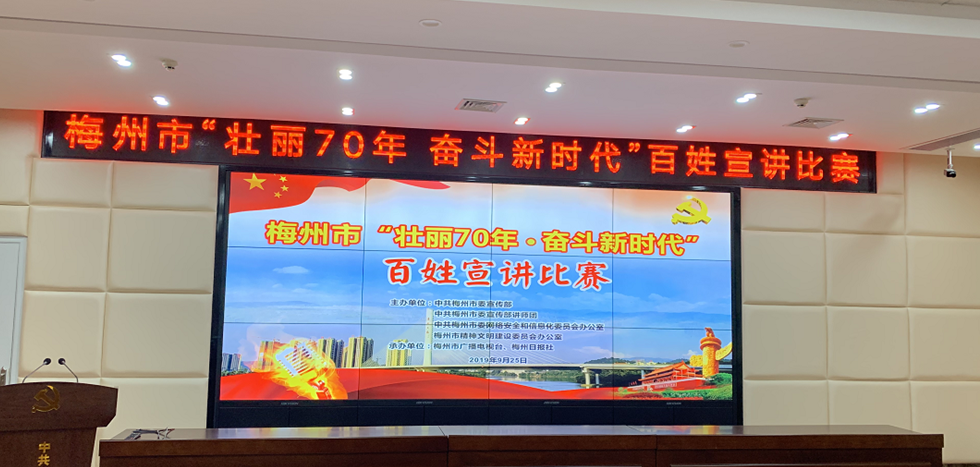 梅州市“壮丽70年 奋斗新时代”百姓宣讲比赛
梅州市 “壮丽70年·奋斗新时代”
百姓宣讲比赛
主办单位：中共梅州市委宣传部
中共梅州市委宣传部讲师团
中共梅州市委网络安全和信息化委员会办公室
梅州市精神文明建设委员会办公室
承办单位：梅州市广播电视台、梅州日报社
2019年9月25日
中共